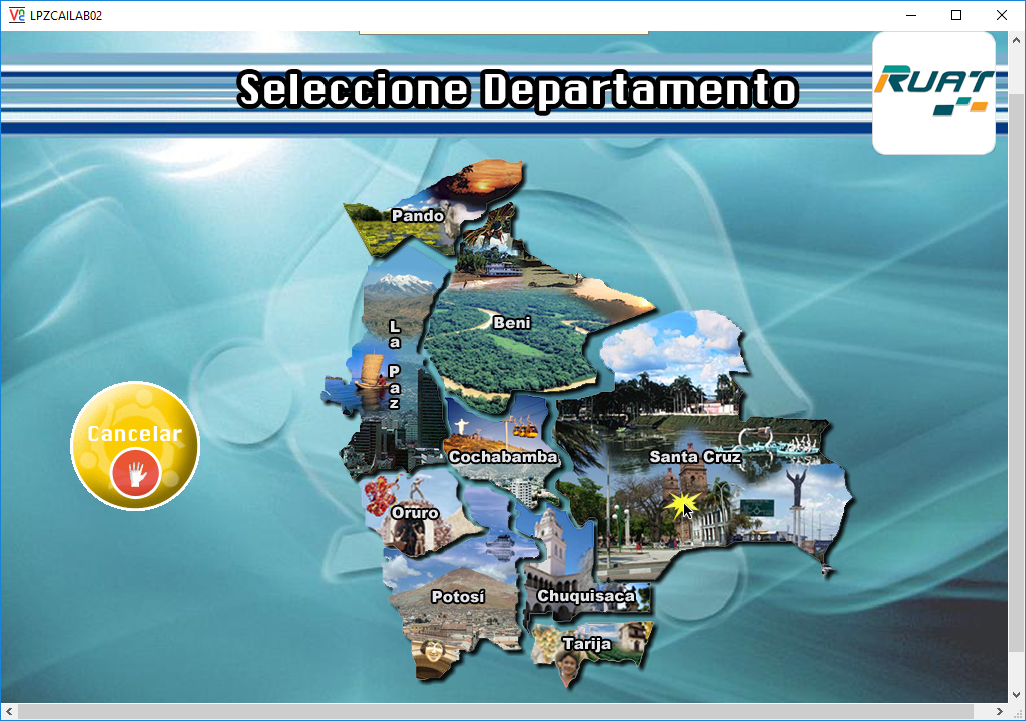 LPZCAILAB02
Seleccione Departamento
RUAT
Pando
Beni
La Paz
Cancelar
Cochabamba
Santa Cruz
Oruro
Potosí
Chuquisaca
Tarija